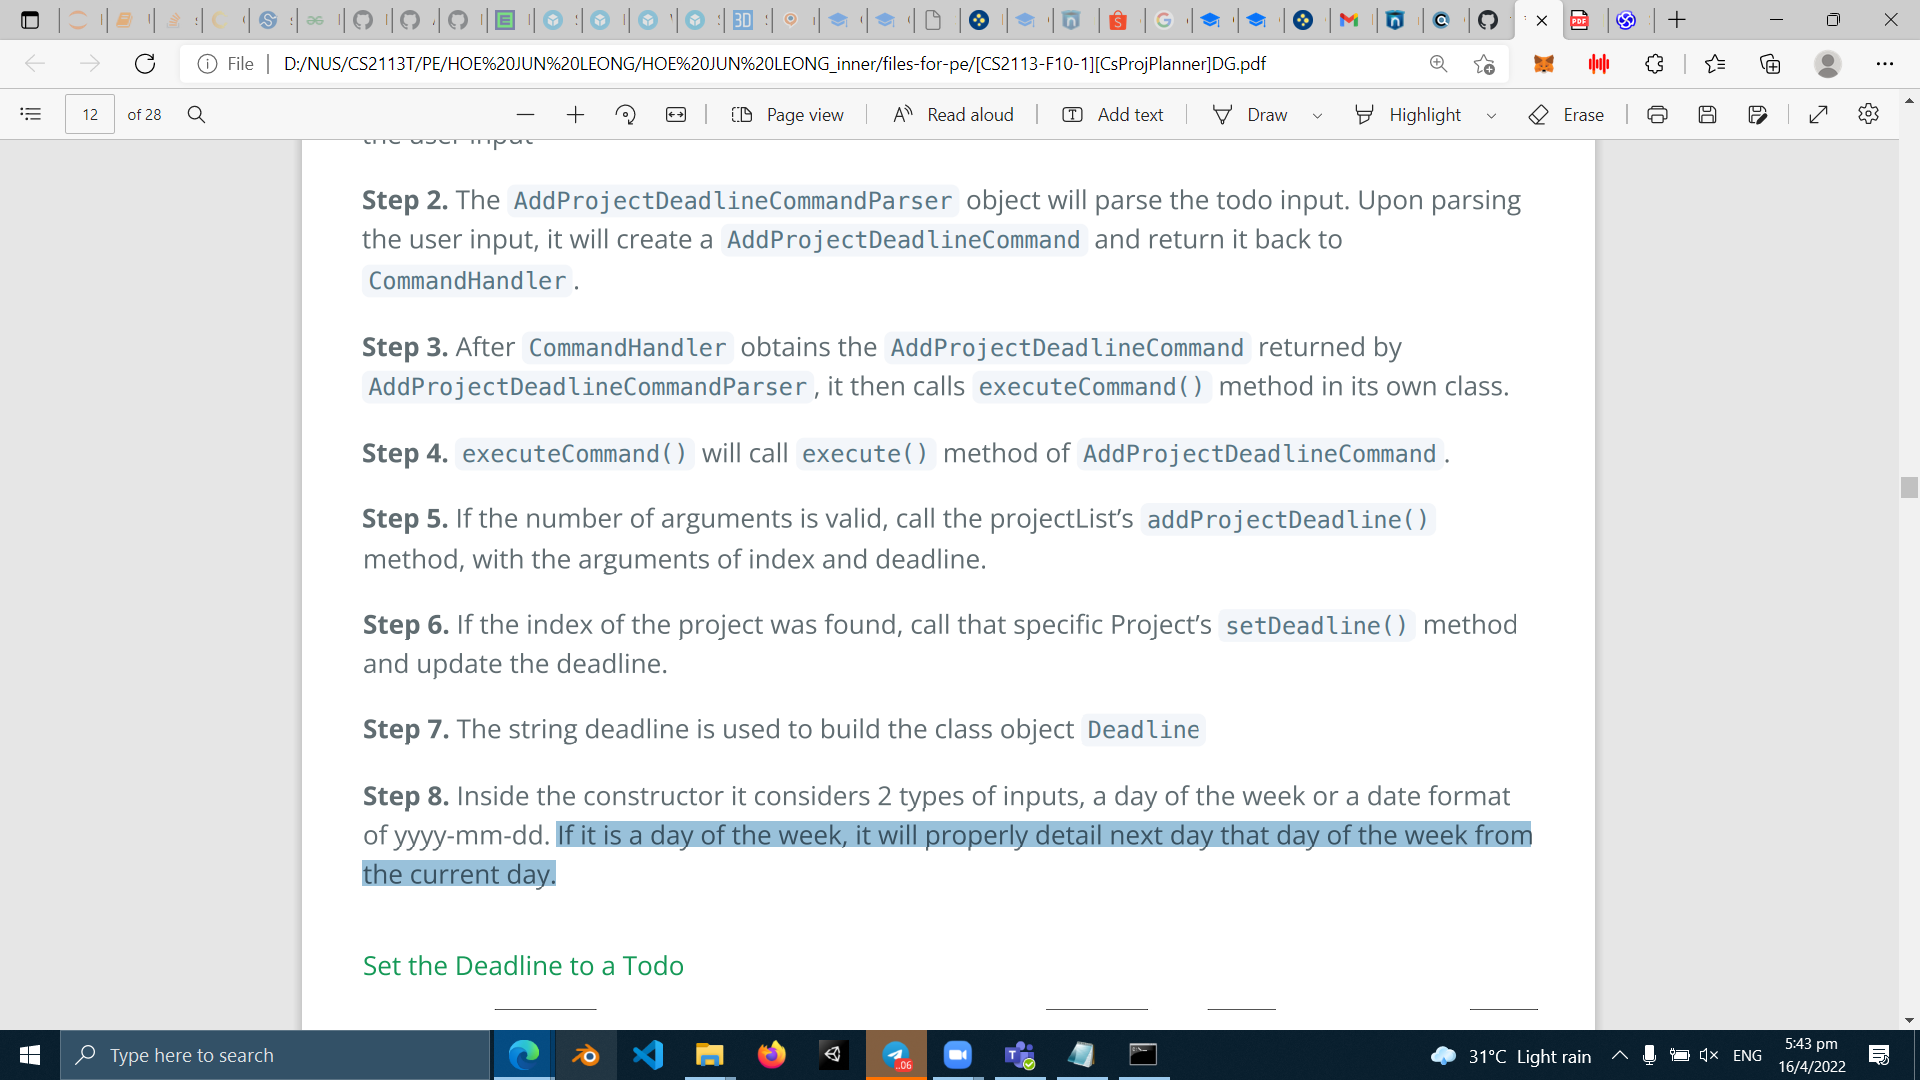 File
D:/NUS/CS2113T/PE/HOE%20JUN%20LEONG/HOE%20JUN%20LEONG_inner/files-for-pe/[CS2113-F10-1][CsProjPlanner]DG.pdf
12 of 28
Page view
Read aloud
Add text
Draw
Highlight
Erase
the user input
Step 2. The AddProjectDeadlineCommandParser object will parse the todo input. Upon parsing
the user input, it will create a AddProjectDeadlineCommand and return it back to
CommandHandler.
Step 3. After CommandHandler obtains the AddProjectDeadlineCommand returned by
AddProjectDeadlineCommandParser, it then calls executeCommand() method in its own class.
Step 4. executeCommand() will call execute() method of AddProjectDeadlineCommand.
Step 5. If the number of arguments is valid, call the projectList’s addProjectDeadline()
method, with the arguments of index and deadline.
Step 6. If the index of the project was found, call that specific Project’s setDeadline() method
and update the deadline.
Step 7. The string deadline is used to build the class object Deadline
Step 8. Inside the constructor it considers 2 types of inputs, a day of the week or a date format
of yyyy-mm-dd. If it is a day of the week, it will properly detail next day that day of the week from
the current day.
Set the Deadline to a Todo
Type here to search
31°C Light rain
ENG
5:43 pm
16/4/2022